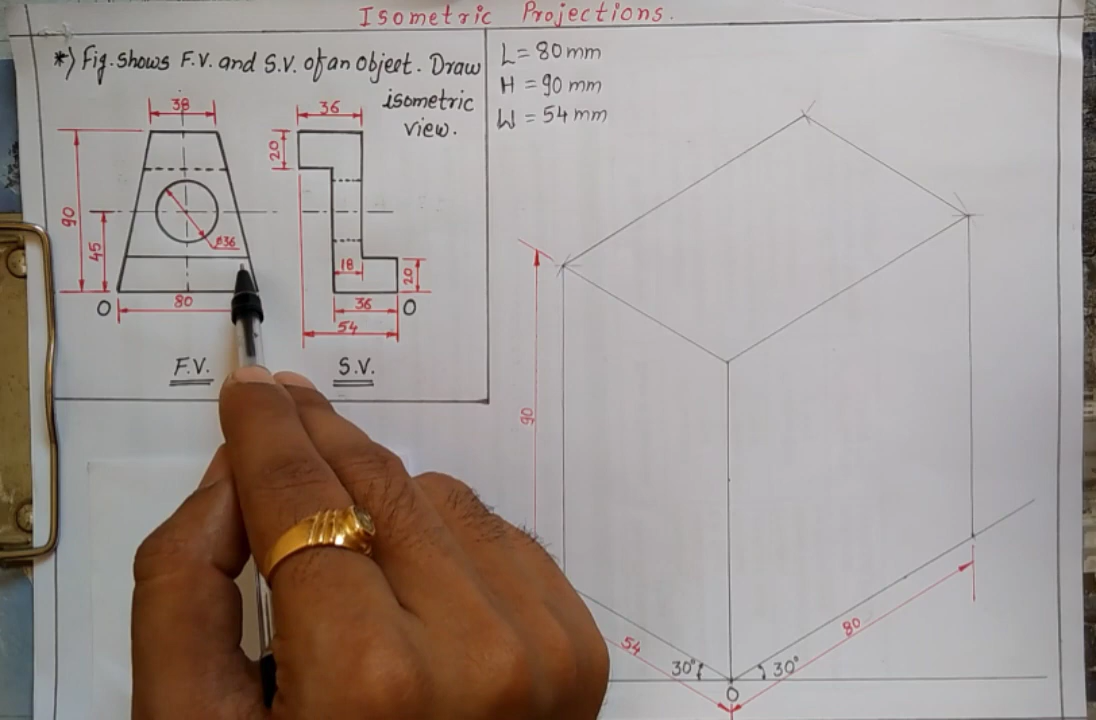 Isometric Projections.
*) Fig. shows F.V. and S.V. of an object. Draw
isometric
view.
L = 80 mm
H = 90 mm
W = 54 mm
38
36
20
90
45
ø36
18
20
O
80
36
O
54
F.V.
S.V.
90
54
80
30°
30°
O